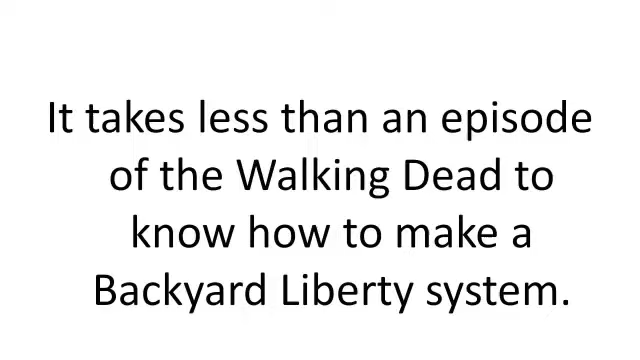 It takes less than an episode
of the Walking Dead to
know how to make a
Backyard Liberty system.